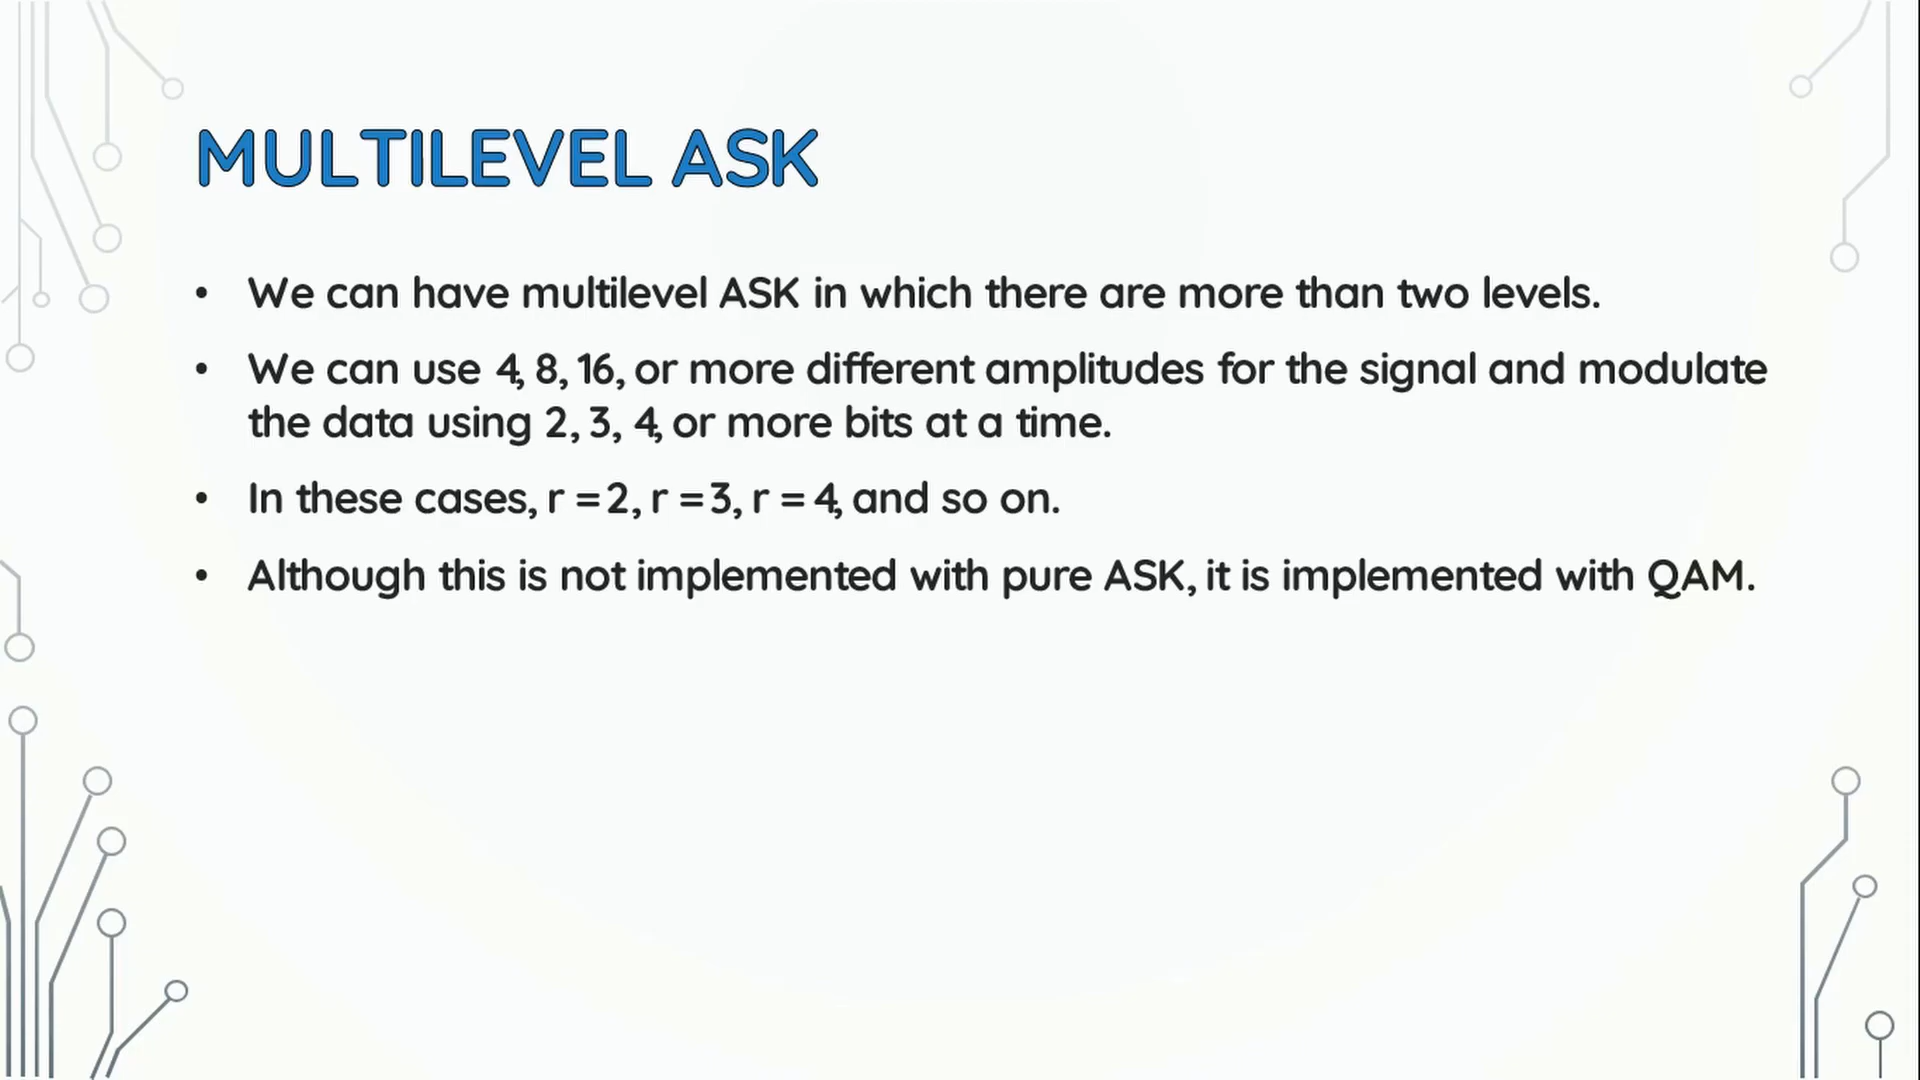 MULTILEVEL ASK
• We can have multilevel ASK in which there are more than two levels.
• We can use 4, 8, 16, or more different amplitudes for the signal and modulate
the data using 2, 3, 4, or more bits at a time.
• In these cases, r = 2, r = 3, r = 4, and so on.
• Although this is not implemented with pure ASK, it is implemented with QAM.